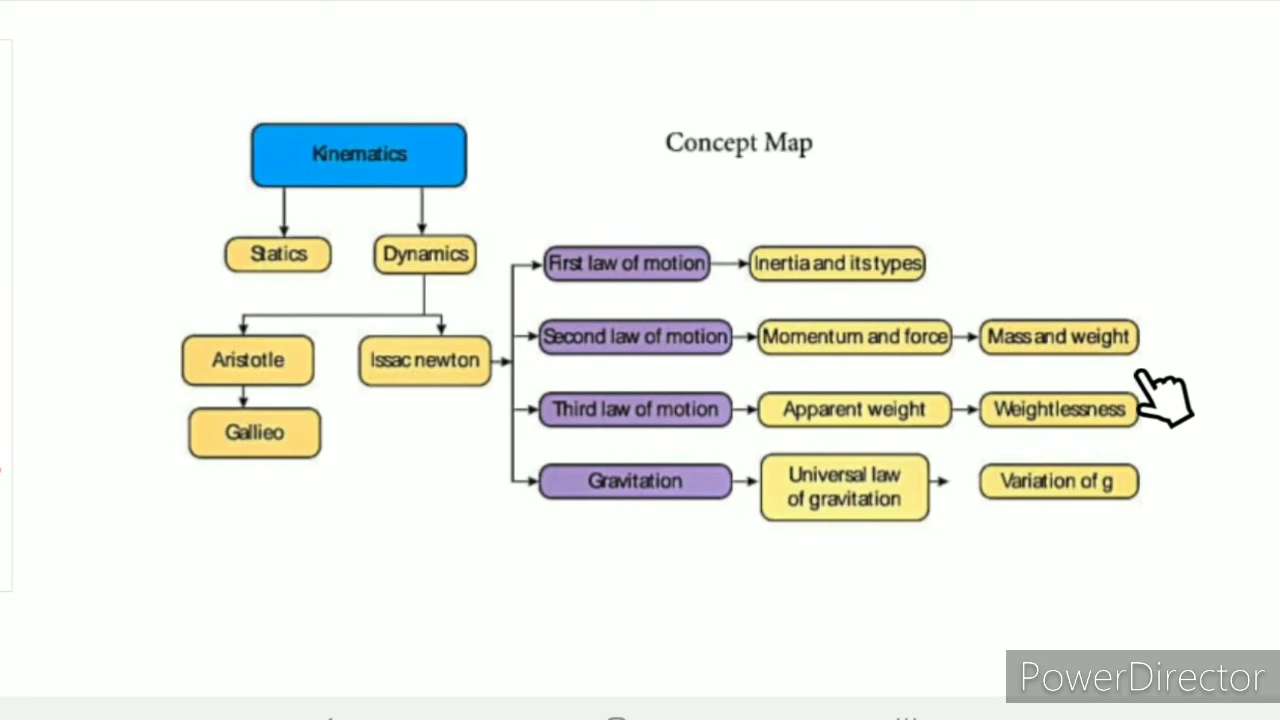 Concept Map
Kinematics
Statics
Dynamics
Aristotle
Issac newton
Gallieo
First law of motion
Inertia and its types
Second law of motion
Momentum and force
Mass and weight
Third law of motion
Apparent weight
Weightlessness
Gravitation
Universal law
of gravitation
Variation of g
PowerDirector